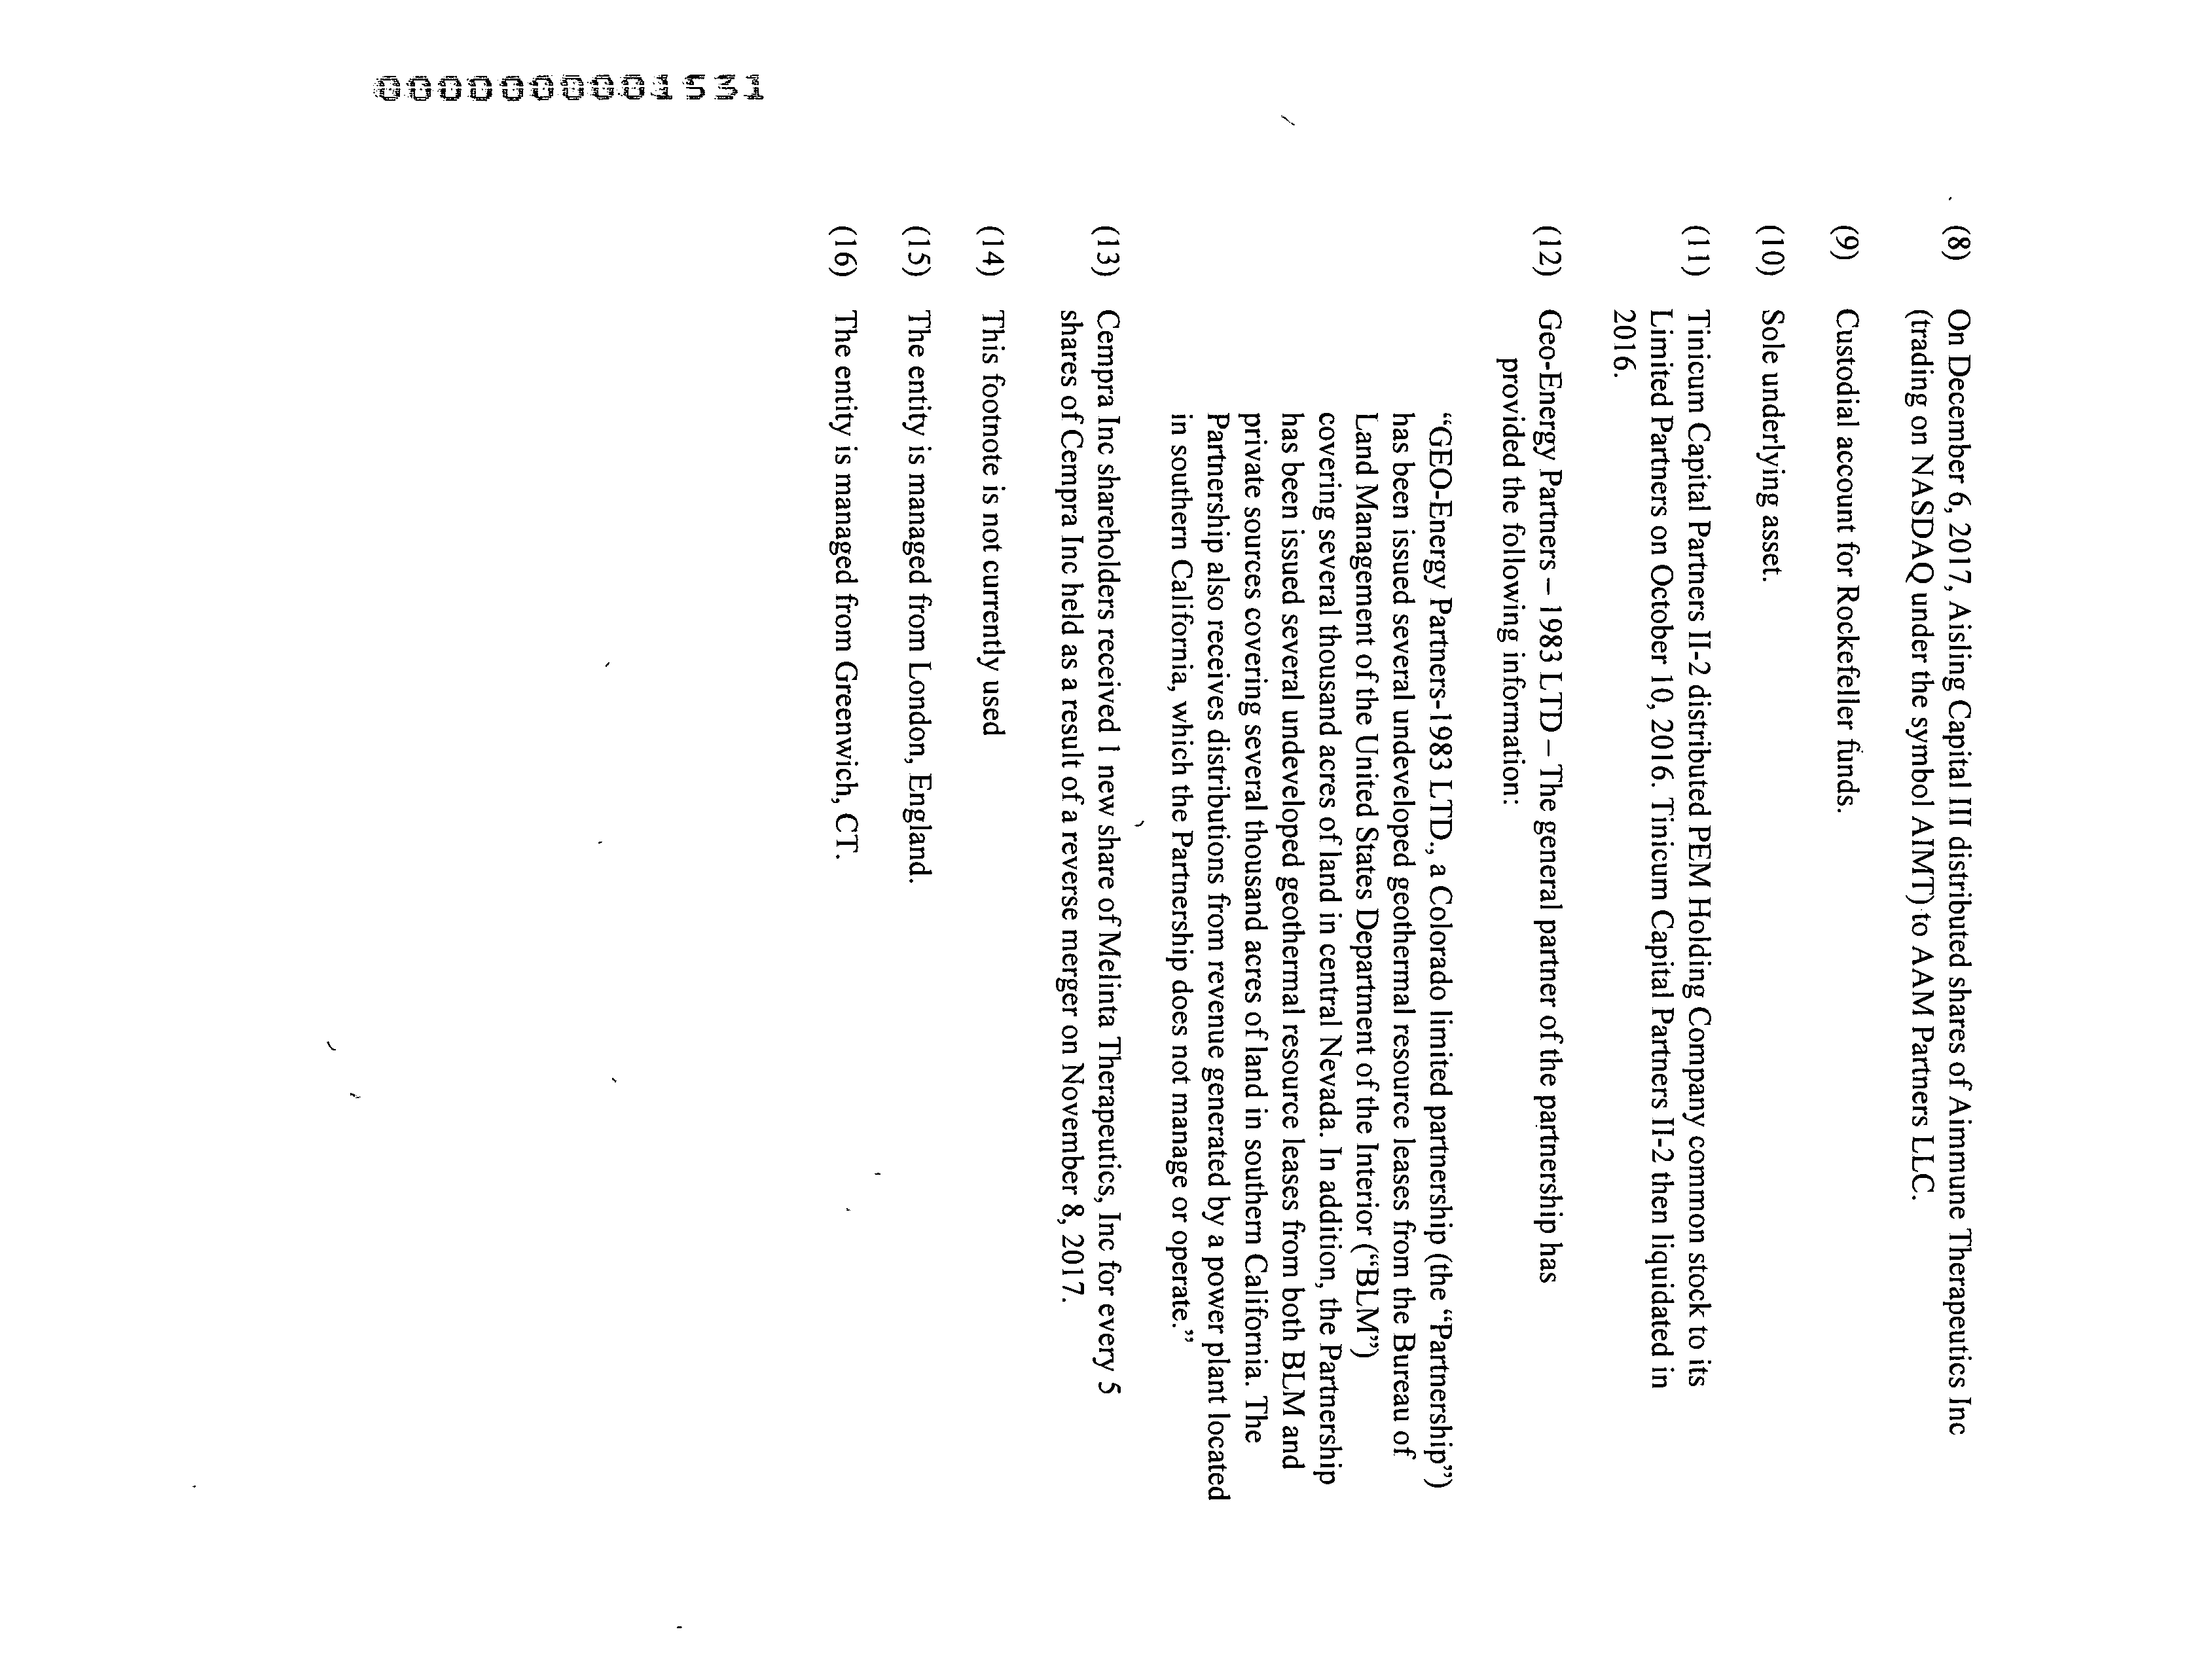 (8) On December 6, 2017, Aisling Capital III distributed shares of Aimmune Therapeutics Inc
(trading on NASDAQ under the symbol AIMT) to AAM Partners LLC.
(9) Custodial account for Rockefeller funds.
(10) Sole underlying asset.
(11) Tinicum Capital Partners II-2 distributed PEM Holding Company common stock to its
Limited Partners on October 10, 2016. Tinicum Capital Partners II-2 then liquidated in
2016.
(12) Geo-Energy Partners – 1983 LTD – The general partner of the partnership has
provided the following information:
“GEO-Energy Partners-1983 LTD., a Colorado limited partnership (the “Partnership”)
has been issued several undeveloped geothermal resource leases from the Bureau of
Land Management of the United States Department of the Interior (“BLM”)
covering several thousand acres of land in central Nevada. In addition, the Partnership
has been issued several undeveloped geothermal resource leases from both BLM and
private sources covering several thousand acres of land in southern California. The
Partnership also receives distributions from revenue generated by a power plant located
in southern California, which the Partnership does not manage or operate.”
(13) Cempra Inc shareholders received 1 new share of Melinta Therapeutics, Inc for every 5
shares of Cempra Inc held as a result of a reverse merger on November 8, 2017.
(14) This footnote is not currently used
(15) The entity is managed from London, England.
(16) The entity is managed from Greenwich, CT.
0000000001531